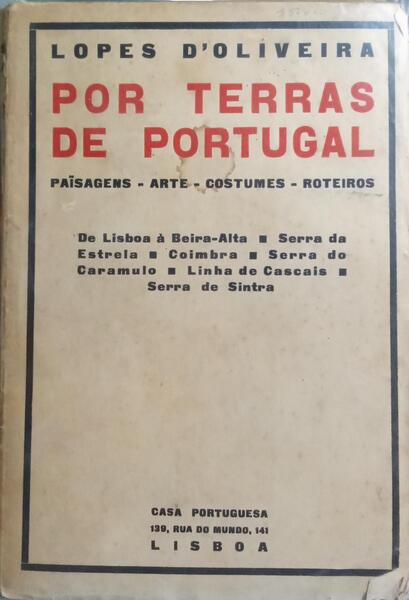 LOPES D'OLIVEIRA
POR TERRAS
DE PORTUGAL
PAÏSAGENS - ARTE - COSTUMES - ROTEIROS
De Lisboa à Beira-Alta ■ Serra da
Estrela ■ Coimbra ■ Serra do
Caramulo ■ Linha de Cascais ■
Serra de Sintra
CASA PORTUGUESA
139, RUA DO MUNDO, 141
LISBOA